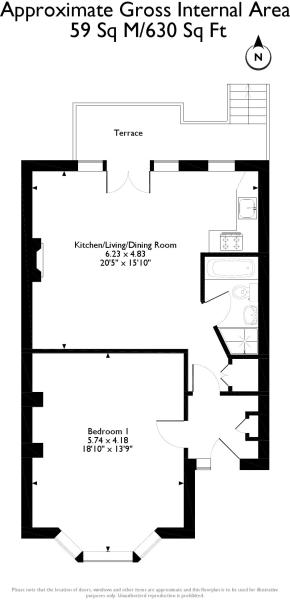 Approximate Gross Internal Area
59 Sq M/630 Sq Ft
N
Terrace
Kitchen/Living/Dining Room
6.23 x 4.83
20'5" x 15'10"
Bedroom 1
5.74 x 4.18
18'10" x 13'9"
Please note that the location of doors, windows and other items are approximate and this floorplan is to be used for illustrative
purposes only. Unauthorized reproduction is prohibited.